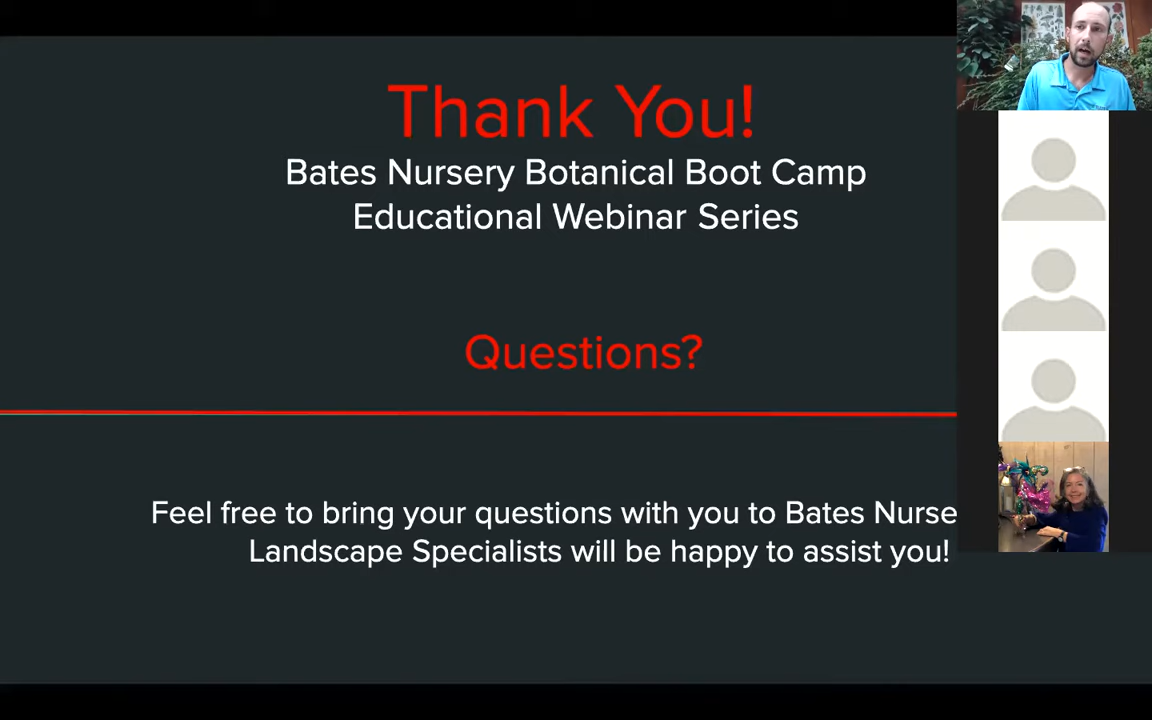 Thank You!
Bates Nursery Botanical Boot Camp
Educational Webinar Series
Questions?
Feel free to bring your questions with you to Bates Nurse
Landscape Specialists will be happy to assist you!